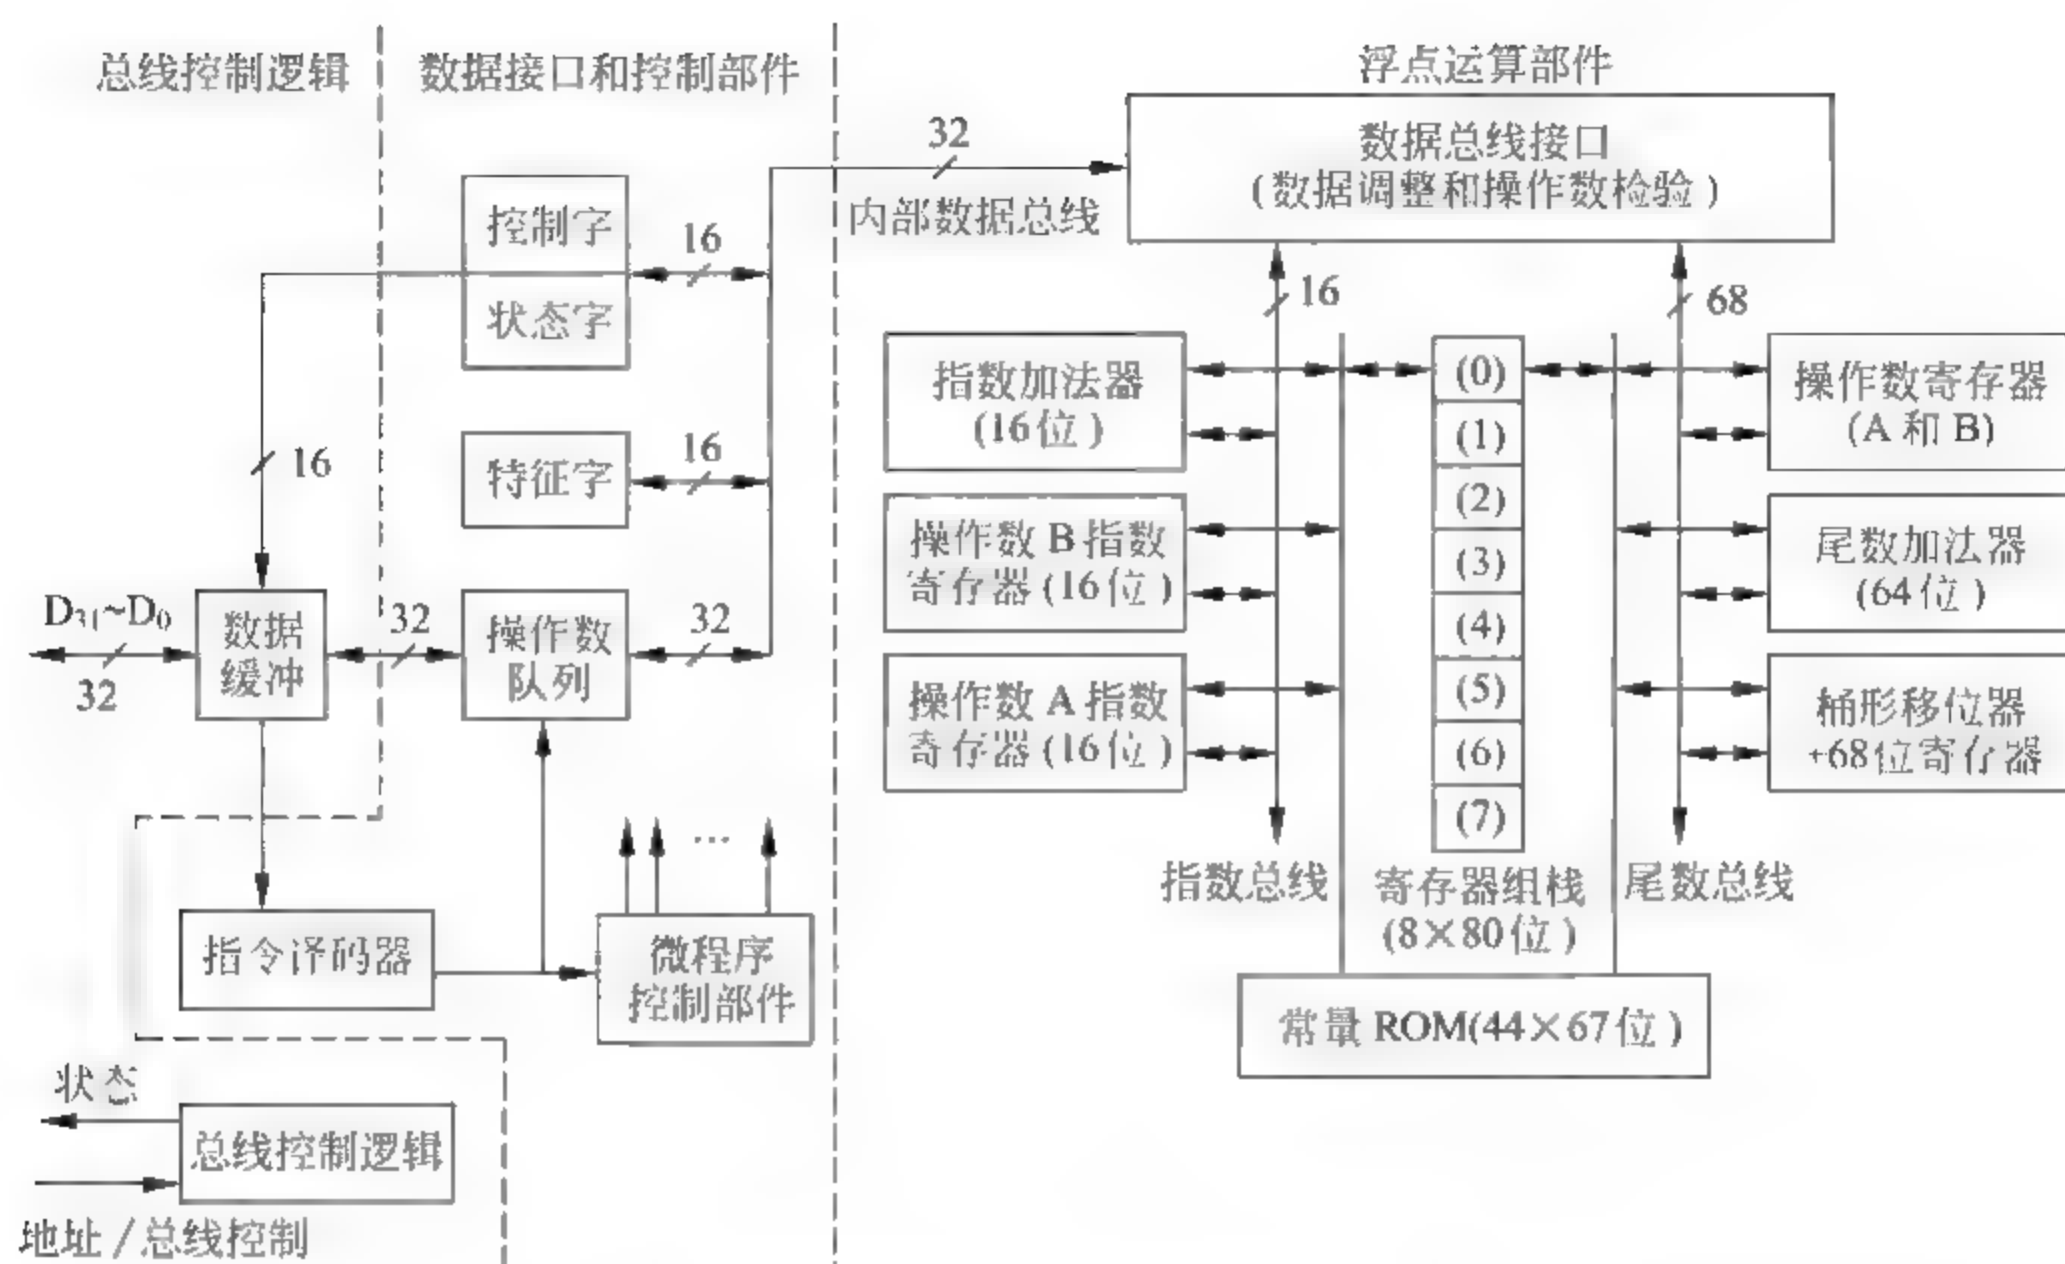 总线控制逻辑
数据接口和控制部件
浮点运算部件
32
数据总线接口
(数据调整和操作数检验)
内部数据总线
控制字
16
状态字
16
68
指数加法器
(16位)
(0)
操作数寄存器
(A 和 B)
(1)
16
特征字
16
(2)
操作数 B 指数
寄存器 (16位)
尾数加法器
(64位)
(3)
D₃₁~D₀
32
数据
缓冲
32
操作数
队列
32
(4)
(5)
操作数 A 指数
寄存器 (16位)
桶形移位器
+68位寄存器
(6)
(7)
…
指数总线
寄存器组栈
(8×80位)
尾数总线
指令译码器
微程序
控制部件
常量 ROM(44×67位)
状态
总线控制逻辑
地址/总线控制